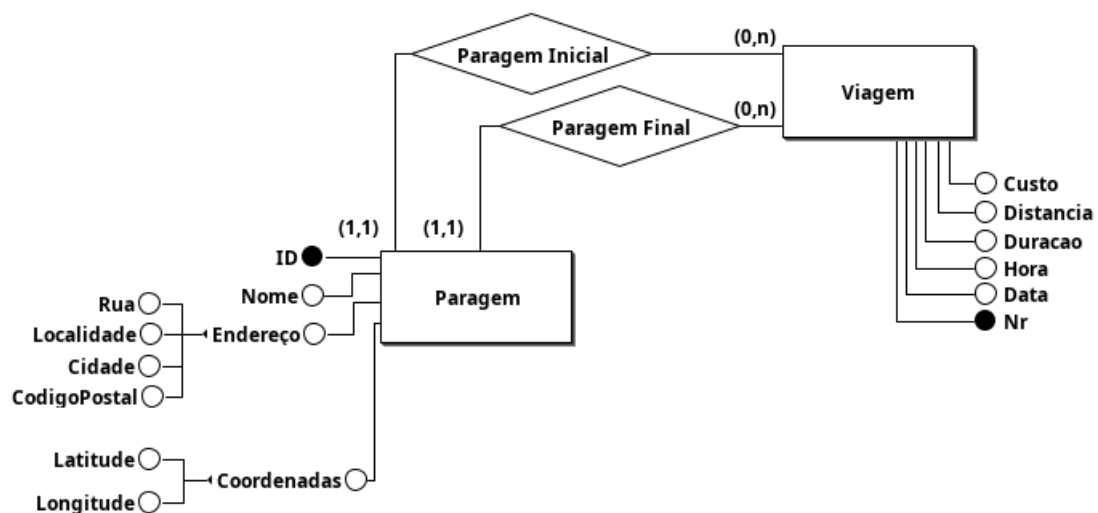 Paragem Inicial
(0,n)
Viagem
Paragem Final
(0,n)
Custo
Distancia
Duracao
Hora
Data
Nr
(1,1)
(1,1)
ID
Nome
Paragem
Endereço
Rua
Localidade
Cidade
CodigoPostal
Coordenadas
Latitude
Longitude